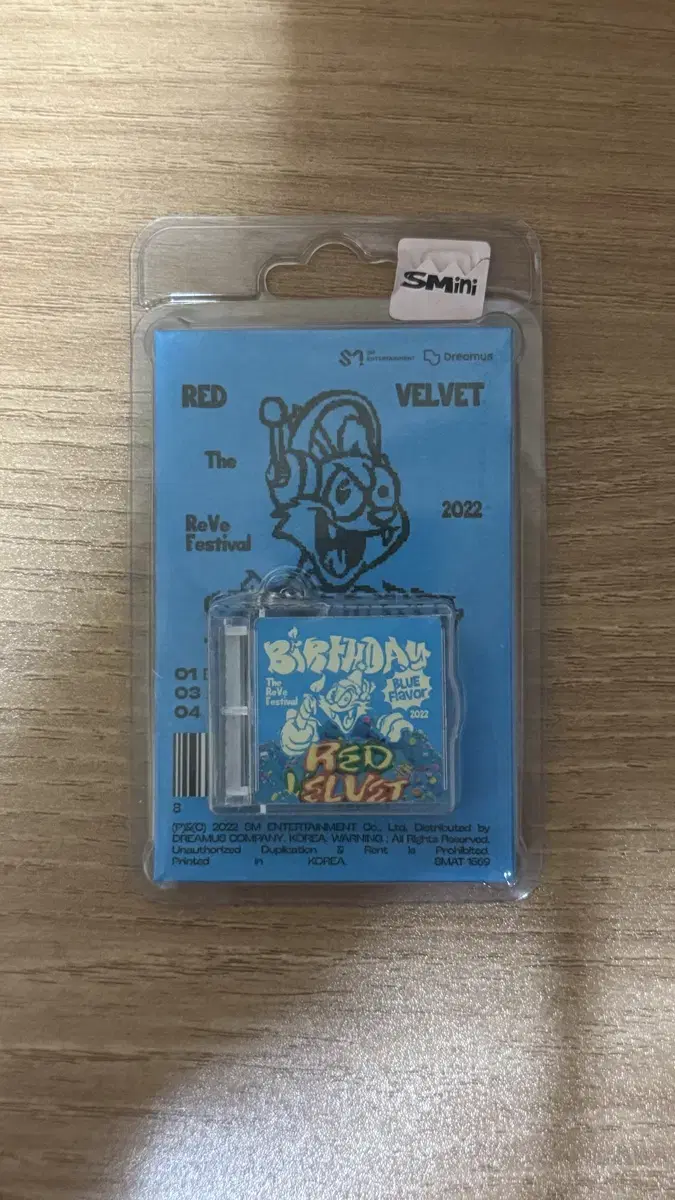 SMini
SM ENTERTAINMENT Dreamus
RED VELVET
The
2022
ReVe
Festival
BIRTHDAY
The
ReVe
Festival
BLUE
Flavor
2022
RED
VELVET
01
03
04
8
(P&C) 2022 SM ENTERTAINMENT Co., Ltd. Distributed by
DREAMUS COMPANY, KOREA. WARNING : All Rights Reserved.
Unauthorized Duplication & Rent is Prohibited.
Printed in KOREA. SMAT-1669